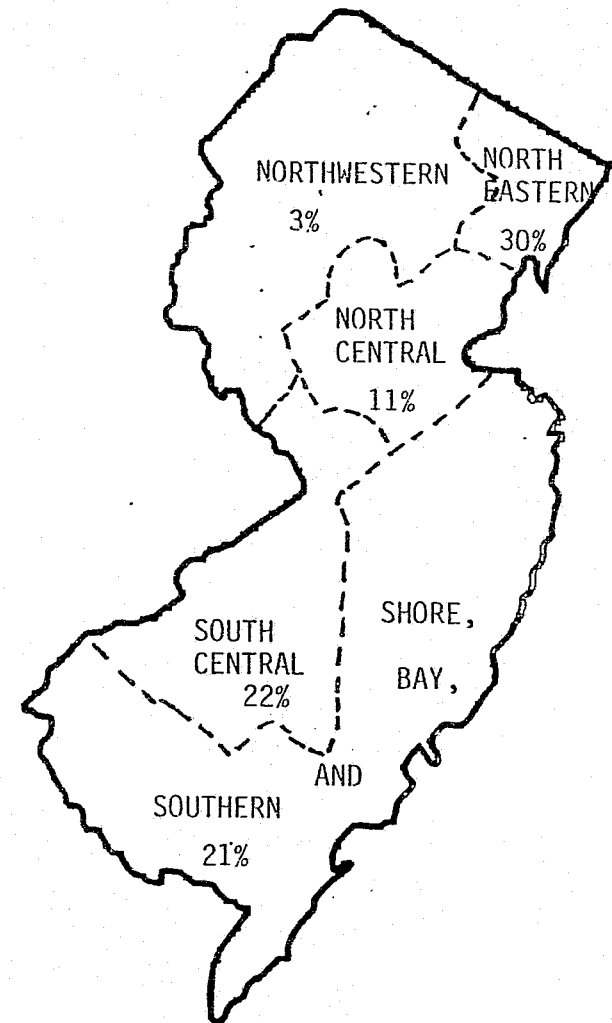 NORTHWESTERN
3%
NORTH
EASTERN
30%
NORTH
CENTRAL
11%
SOUTH
CENTRAL
22%
SHORE,
BAY,
AND
SOUTHERN
21%